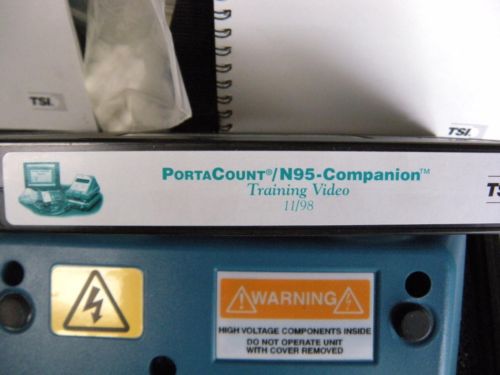 TSI
TSI
PORTACOUNT®/N95-COMPANION™
Training Video
11/98
TS
WARNING
HIGH VOLTAGE COMPONENTS INSIDE
DO NOT OPERATE UNIT
WITH COVER REMOVED